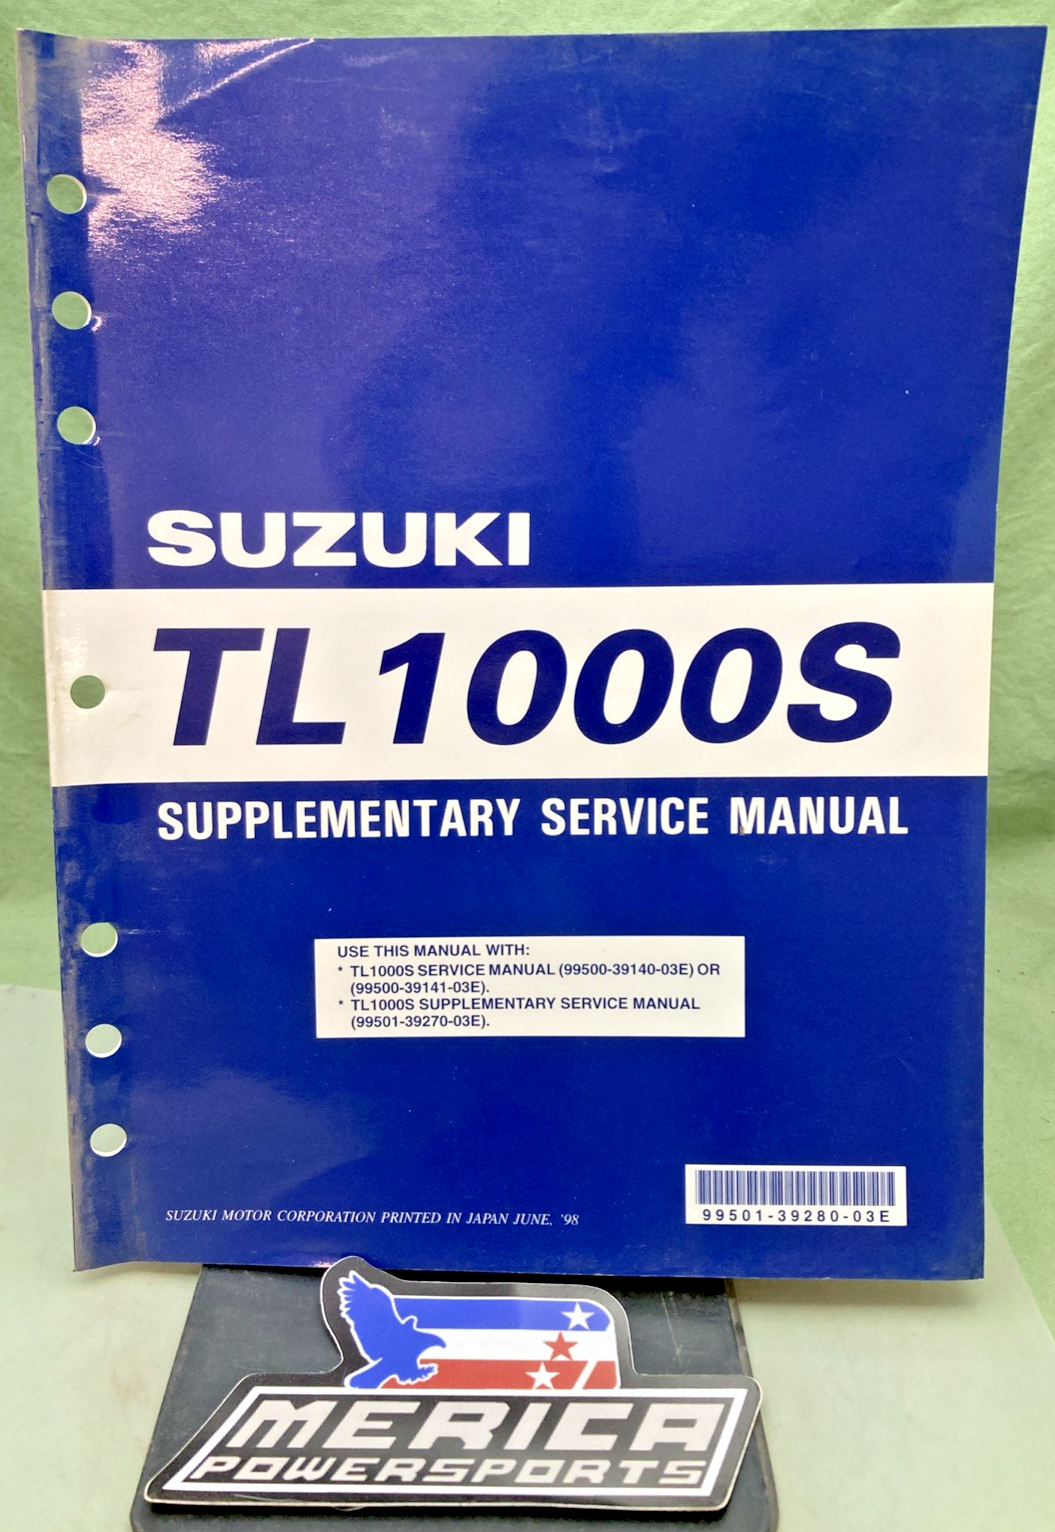 SUZUKI
TL1000S
SUPPLEMENTARY SERVICE MANUAL
USE THIS MANUAL WITH:
* TL1000S SERVICE MANUAL (99500-39140-03E) OR
(99500-39141-03E).
* TL1000S SUPPLEMENTARY SERVICE MANUAL
(99501-39270-03E).
99501-39280-03E
SUZUKI MOTOR CORPORATION PRINTED IN JAPAN JUNE, '98
MERICA
POWERSPORTS